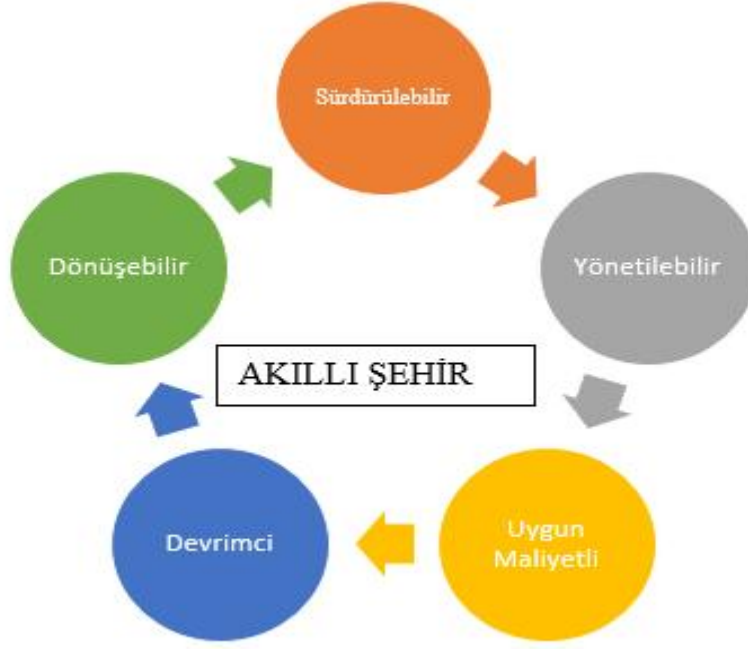 Sürdürülebilir
Dönüşebilir
Yönetilebilir
AKILLI ŞEHİR
Devrimci
Uygun
Maliyetli